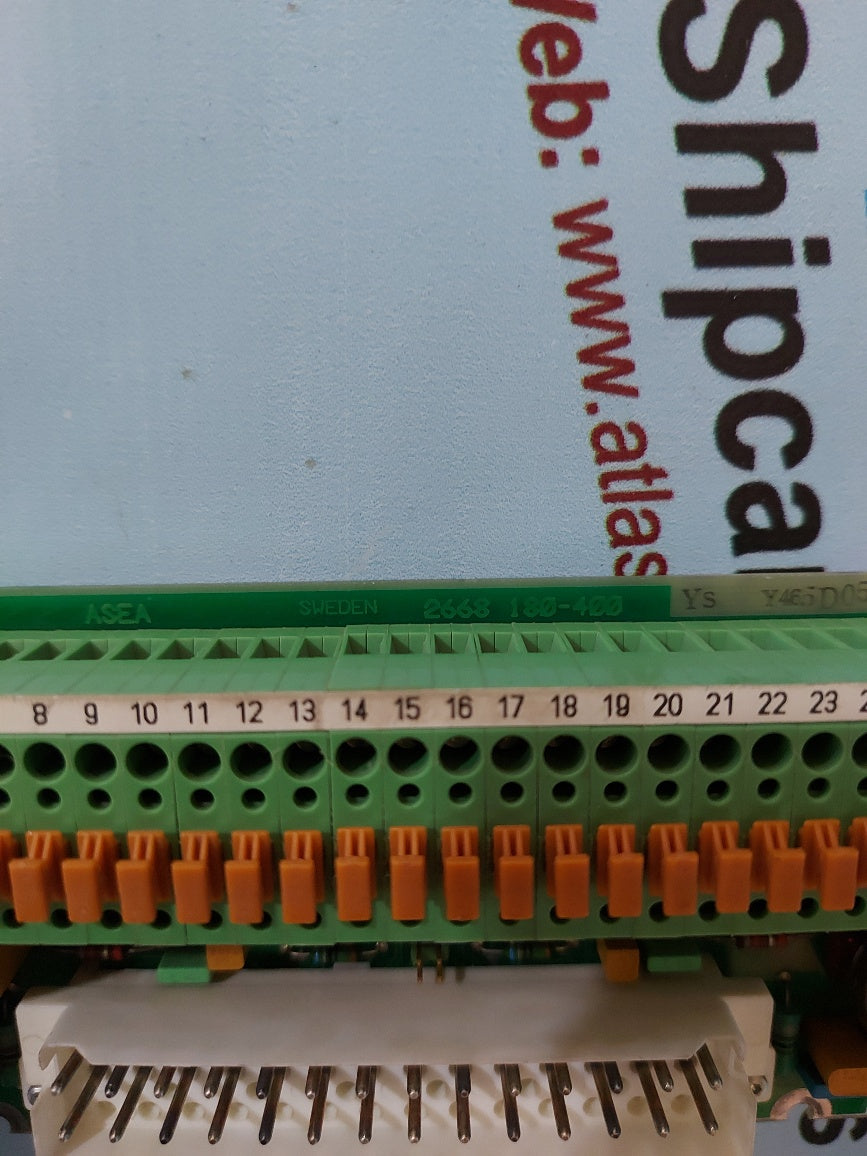 Shipca
Web: www.atlas
ASEA SWEDEN 2668 180-400 Ys Y465D05
8 9 10 11 12 13 14 15 16 17 18 19 20 21 22 23